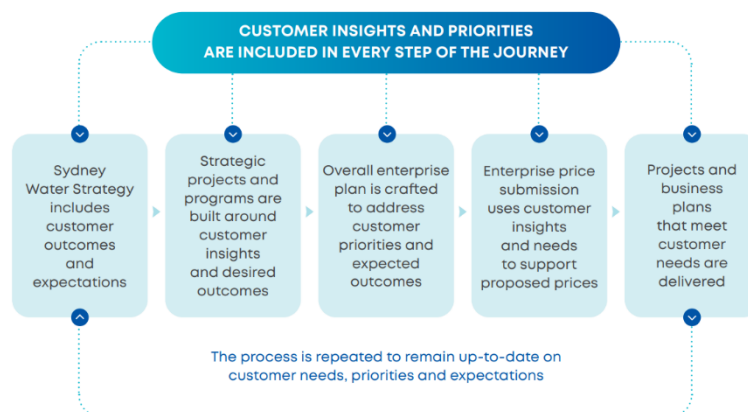 CUSTOMER INSIGHTS AND PRIORITIES
ARE INCLUDED IN EVERY STEP OF THE JOURNEY
Sydney
Water Strategy
includes
customer
outcomes
and
expectations
Strategic
projects and
programs are
built around
customer
insights
and desired
outcomes
Overall enterprise
plan is crafted
to address
customer
priorities and
expected
outcomes
Enterprise price
submission
uses customer
insights
and needs
to support
proposed prices
Projects and
business
plans
that meet
customer
needs are
delivered
The process is repeated to remain up-to-date on
customer needs, priorities and expectations